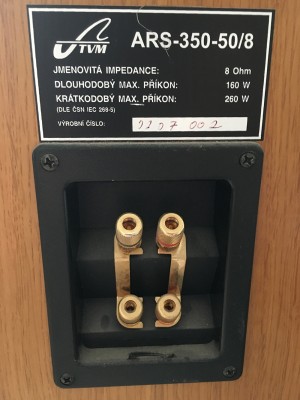 TVM
ARS-350-50/8
JMENOVITÁ IMPEDANCE: 8 Ohm
DLOUHODOBÝ MAX. PŘÍKON: 160 W
KRÁTKODOBÝ MAX. PŘÍKON: 260 W
(DLE ČSN IEC 268-5)
VÝROBNÍ ČÍSLO: